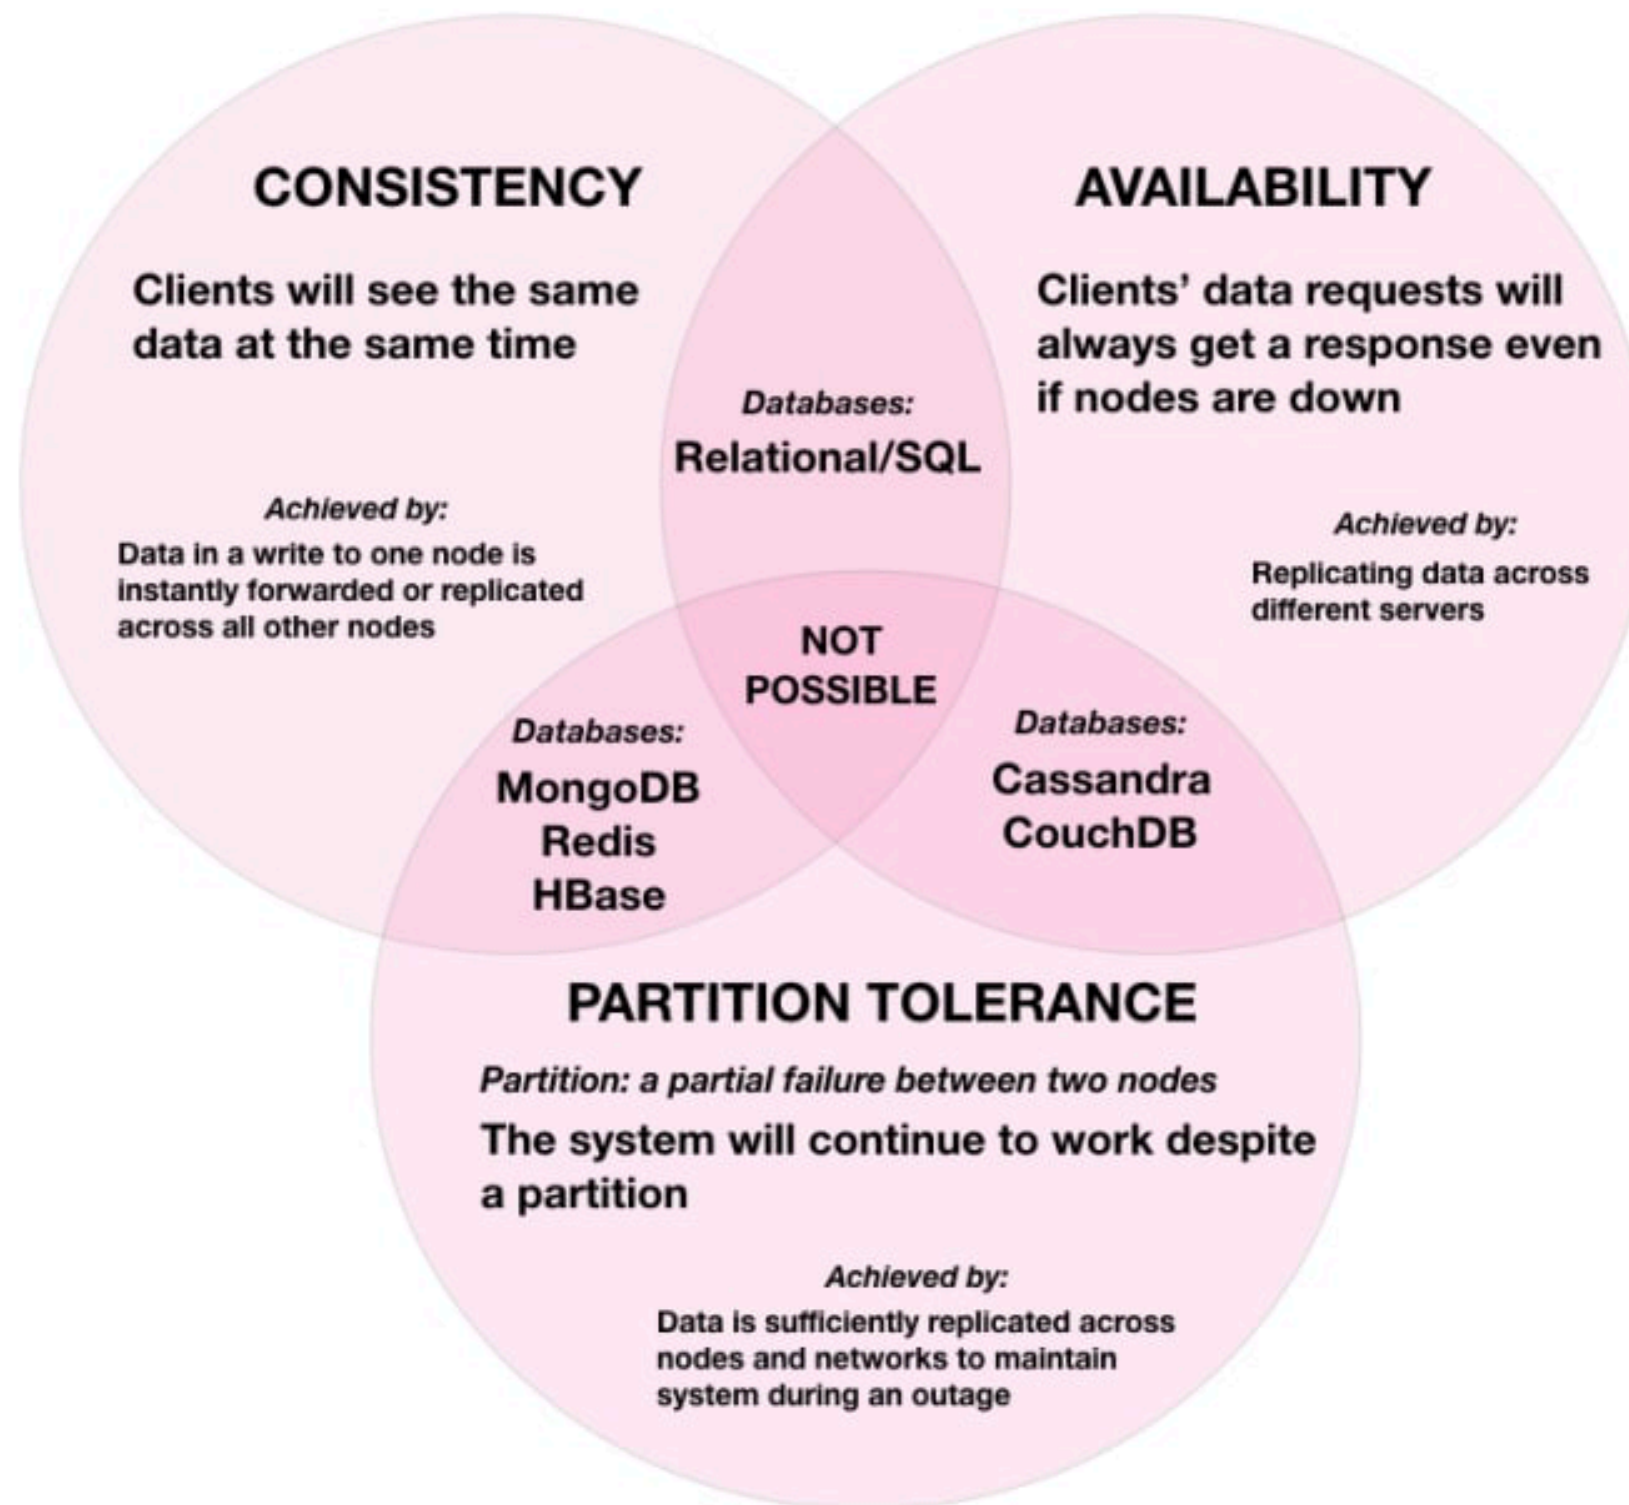 CONSISTENCY
Clients will see the same
data at the same time
Achieved by:
Data in a write to one node is
instantly forwarded or replicated
across all other nodes
AVAILABILITY
Clients' data requests will
always get a response even
if nodes are down
Achieved by:
Replicating data across
different servers
Databases:
Relational/SQL
NOT
POSSIBLE
Databases:
MongoDB
Redis
HBase
Databases:
Cassandra
CouchDB
PARTITION TOLERANCE
Partition: a partial failure between two nodes
The system will continue to work despite
a partition
Achieved by:
Data is sufficiently replicated across
nodes and networks to maintain
system during an outage